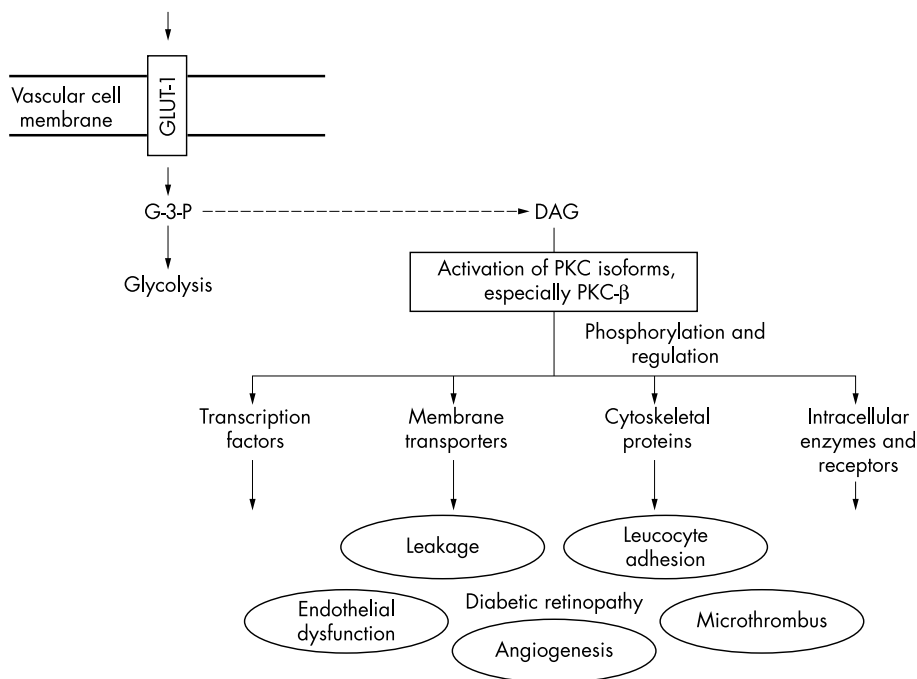 Vascular cell
membrane
GLUT-1
G-3-P
DAG
Glycolysis
Activation of PKC isoforms,
especially PKC-β
Phosphorylation and
regulation
Transcription
factors
Membrane
transporters
Cytoskeletal
proteins
Intracellular
enzymes and
receptors
Leakage
Leucocyte
adhesion
Endothelial
dysfunction
Diabetic retinopathy
Microthrombus
Angiogenesis